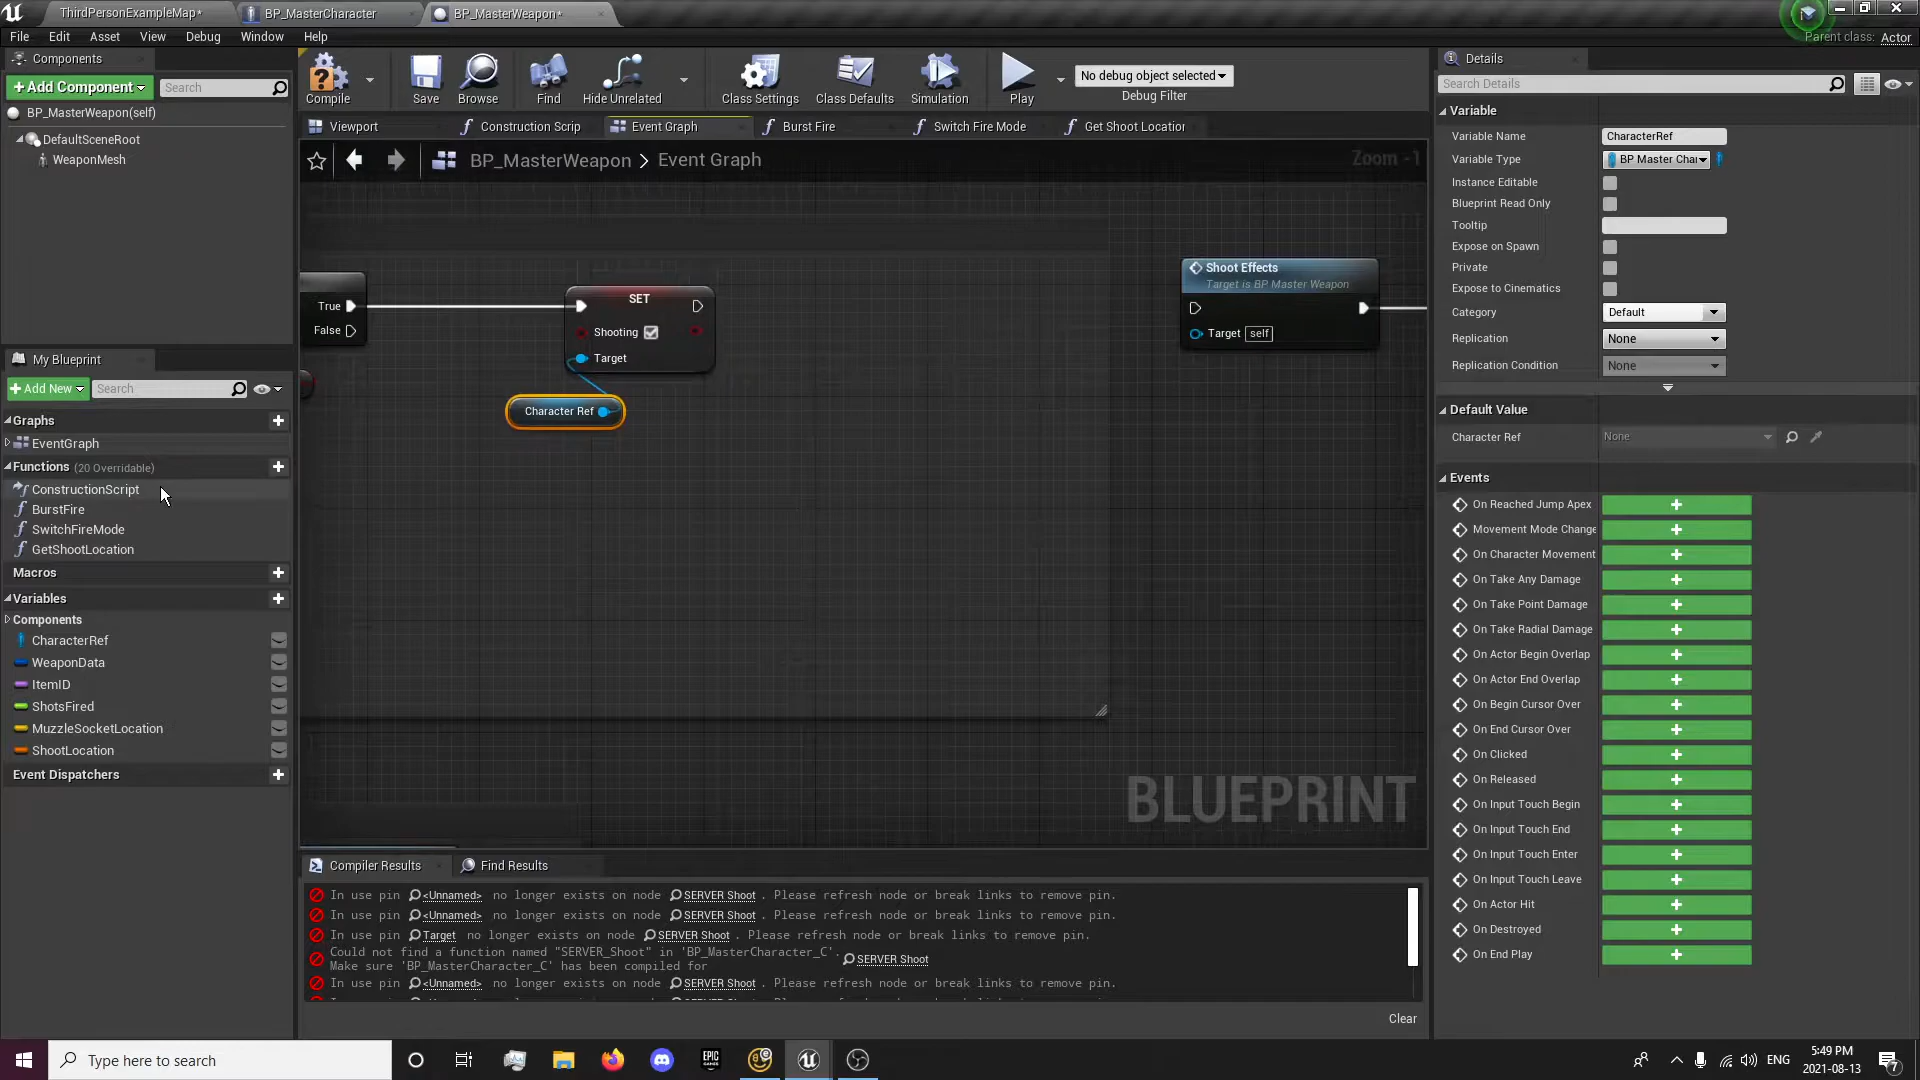 ThirdPersonExampleMap*
BP_MasterCharacter
BP_MasterWeapon*
File
Edit
Asset
View
Debug
Window
Help
Parent class: Actor
Components
+Add Component
Search
BP_MasterWeapon(self)
DefaultSceneRoot
WeaponMesh
Compile
Save
Browse
Find
Hide Unrelated
Class Settings
Class Defaults
Simulation
Play
No debug object selected
Debug Filter
Viewport
Construction Scrip
Event Graph
Burst Fire
Switch Fire Mode
Get Shoot Location
BP_MasterWeapon > Event Graph
Zoom -1
True
False
SET
Shooting
Target
Character Ref
Shoot Effects
Target is BP Master Weapon
Target self
BLUEPRINT
My Blueprint
+Add New
Search
Graphs
EventGraph
Functions (20 Overridable)
ConstructionScript
BurstFire
SwitchFireMode
GetShootLocation
Macros
Variables
Components
CharacterRef
WeaponData
ItemID
ShotsFired
MuzzleSocketLocation
ShootLocation
Event Dispatchers
Compiler Results
Find Results
In use pin <Unnamed> no longer exists on node SERVER Shoot . Please refresh node or break links to remove pin.
In use pin <Unnamed> no longer exists on node SERVER Shoot . Please refresh node or break links to remove pin.
In use pin Target no longer exists on node SERVER Shoot . Please refresh node or break links to remove pin.
Could not find a function named "SERVER_Shoot" in 'BP_MasterCharacter_C'.
Make sure 'BP_MasterCharacter_C' has been compiled for SERVER Shoot
In use pin <Unnamed> no longer exists on node SERVER Shoot . Please refresh node or break links to remove pin.
Clear
Details
Search Details
Variable
Variable Name CharacterRef
Variable Type BP Master Chai
Instance Editable
Blueprint Read Only
Tooltip
Expose on Spawn
Private
Expose to Cinematics
Category Default
Replication None
Replication Condition None
Default Value
Character Ref None
Events
On Reached Jump Apex
Movement Mode Change
On Character Movement
On Take Any Damage
On Take Point Damage
On Take Radial Damage
On Actor Begin Overlap
On Actor End Overlap
On Begin Cursor Over
On End Cursor Over
On Clicked
On Released
On Input Touch Begin
On Input Touch End
On Input Touch Enter
On Input Touch Leave
On Actor Hit
On Destroyed
On End Play
Type here to search
EPIC
ENG
5:49 PM
2021-08-13
7